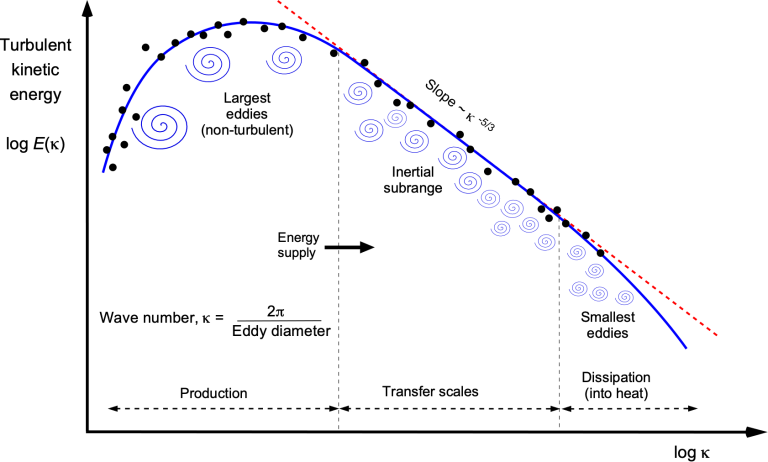 Turbulent
kinetic
energy
log E(κ)
Largest
eddies
(non-turbulent)
Slope ~ κ -5/3
Inertial
subrange
Energy
supply
Wave number, κ = 2π
Eddy diameter
Smallest
eddies
Production
Transfer scales
Dissipation
(into heat)
log κ